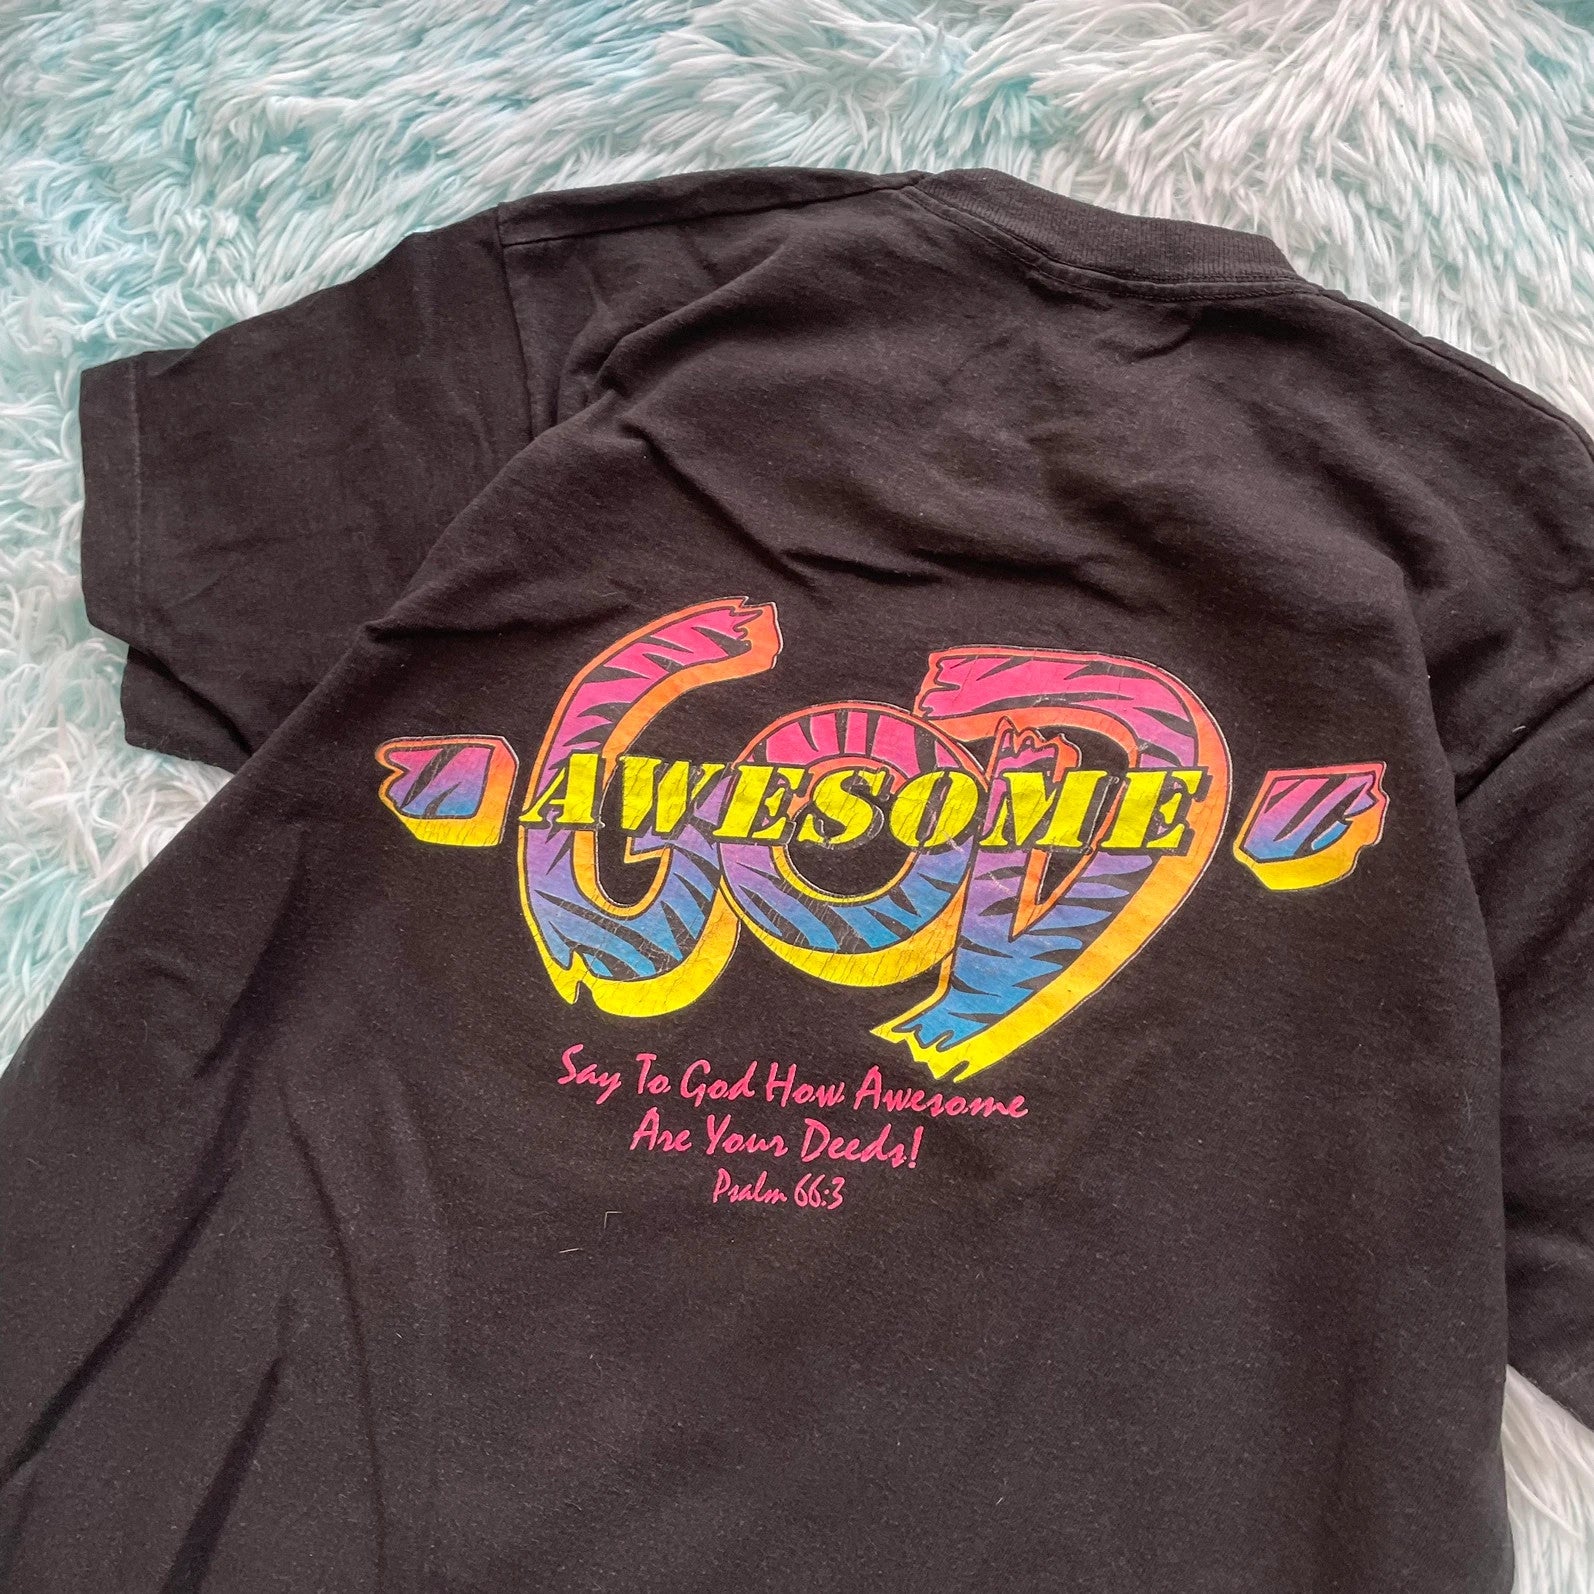 GOD
AWESOME
Say To God How Awesome
Are Your Deeds!
Psalm 66:3